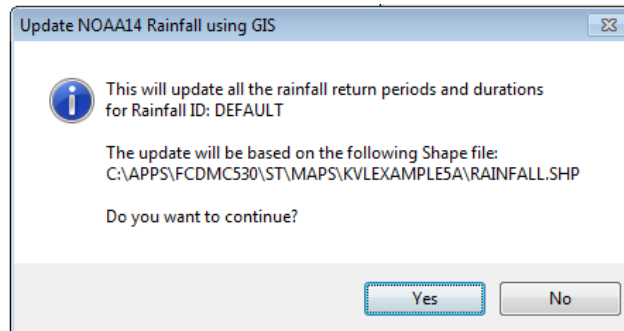 Update NOAA14 Rainfall using GIS
This will update all the rainfall return periods and durations
for Rainfall ID: DEFAULT
The update will be based on the following Shape file:
C:\APPS\FCDMC530\ST\MAPS\KVLEXAMPLE5A\RAINFALL.SHP
Do you want to continue?
Yes
No